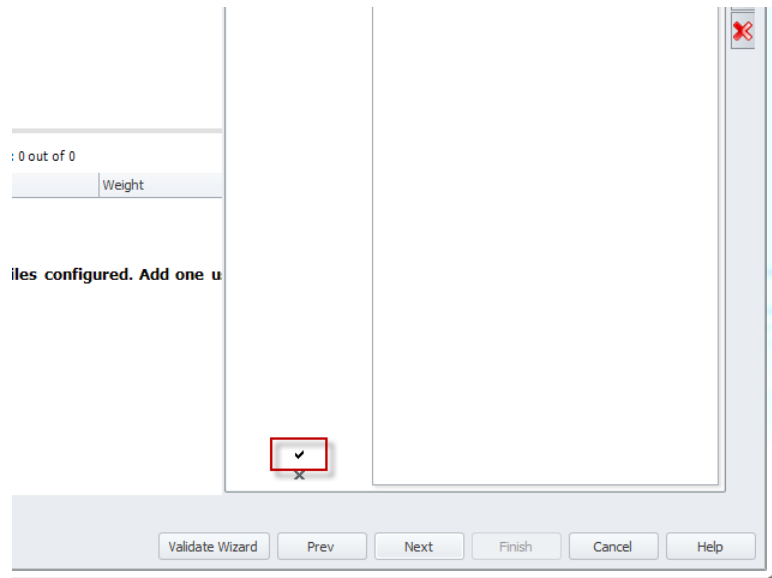 : 0 out of 0
Weight
iles configured. Add one u
Validate Wizard Prev Next Finish Cancel Help